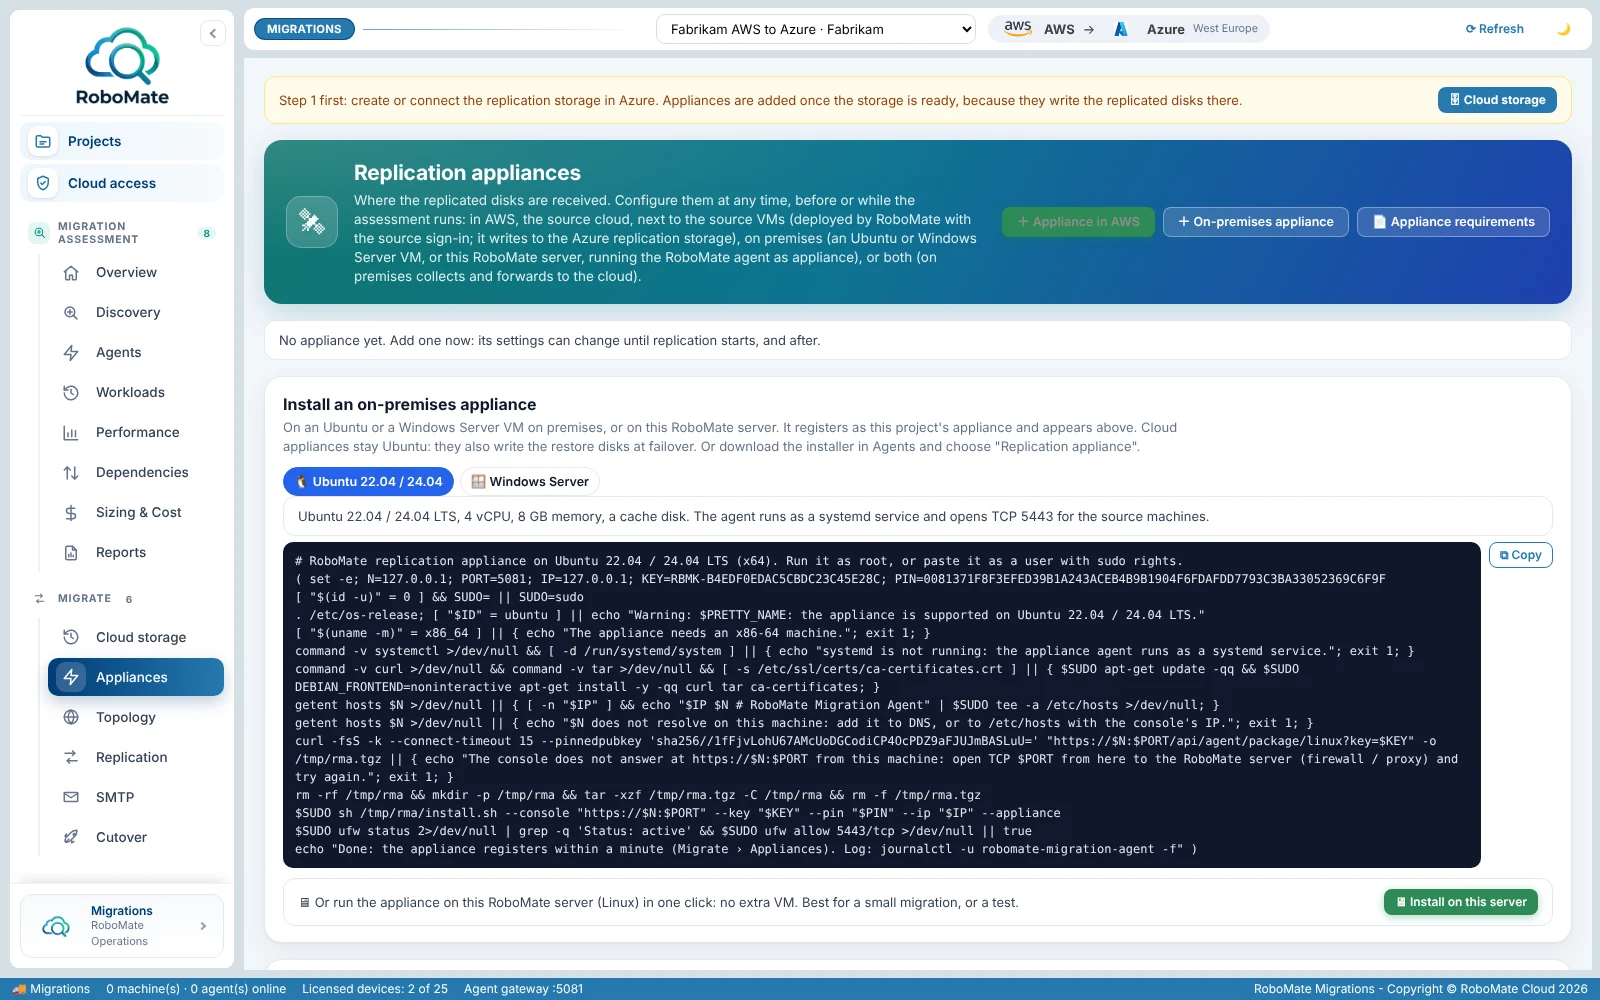 RoboMate
Projects
Cloud access
MIGRATION
ASSESSMENT
8
Overview
Discovery
Agents
Workloads
Performance
Dependencies
Sizing & Cost
Reports
MIGRATE 6
Cloud storage
Appliances
Topology
Replication
SMTP
Cutover
Migrations
RoboMate
Operations
MIGRATIONS
Fabrikam AWS to Azure · Fabrikam
aws AWS → Azure West Europe
⟳ Refresh
Step 1 first: create or connect the replication storage in Azure. Appliances are added once the storage is ready, because they write the replicated disks there.
Cloud storage
Replication appliances
Where the replicated disks are received. Configure them at any time, before or while the
assessment runs: in AWS, the source cloud, next to the source VMs (deployed by RoboMate with
the source sign-in; it writes to the Azure replication storage), on premises (an Ubuntu or Windows
Server VM, or this RoboMate server, running the RoboMate agent as appliance), or both (on
premises collects and forwards to the cloud).
+ Appliance in AWS
+ On-premises appliance
Appliance requirements
No appliance yet. Add one now: its settings can change until replication starts, and after.
Install an on-premises appliance
On an Ubuntu or a Windows Server VM on premises, or on this RoboMate server. It registers as this project's appliance and appears above. Cloud
appliances stay Ubuntu: they also write the restore disks at failover. Or download the installer in Agents and choose "Replication appliance".
Ubuntu 22.04 / 24.04
Windows Server
Ubuntu 22.04 / 24.04 LTS, 4 vCPU, 8 GB memory, a cache disk. The agent runs as a systemd service and opens TCP 5443 for the source machines.
# RoboMate replication appliance on Ubuntu 22.04 / 24.04 LTS (x64). Run it as root, or paste it as a user with sudo rights.
( set -e; N=127.0.0.1; PORT=5081; IP=127.0.0.1; KEY=RBMK-B4EDF0EDAC5CBDC23C45E28C; PIN=0081371F8F3EFED39B1A243ACEB4B9B1904F6FDAFDD7793C3BA33052369C6F9F
[ "$(id -u)" = 0 ] && SUDO= || SUDO=sudo
. /etc/os-release; [ "$ID" = ubuntu ] || echo "Warning: $PRETTY_NAME: the appliance is supported on Ubuntu 22.04 / 24.04 LTS."
[ "$(uname -m)" = x86_64 ] || { echo "The appliance needs an x86-64 machine."; exit 1; }
command -v systemctl >/dev/null && [ -d /run/systemd/system ] || { echo "systemd is not running: the appliance agent runs as a systemd service."; exit 1; }
command -v curl >/dev/null && command -v tar >/dev/null && [ -s /etc/ssl/certs/ca-certificates.crt ] || { $SUDO apt-get update -qq && $SUDO
DEBIAN_FRONTEND=noninteractive apt-get install -y -qq curl tar ca-certificates; }
getent hosts $N >/dev/null || { [ -n "$IP" ] && echo "$IP $N # RoboMate Migration Agent" | $SUDO tee -a /etc/hosts >/dev/null; }
getent hosts $N >/dev/null || { echo "$N does not resolve on this machine: add it to DNS, or to /etc/hosts with the console's IP."; exit 1; }
curl -fsS -k --connect-timeout 15 --pinnedpubkey 'sha256//1fFjvLohU67AMcUoDGCodiCP4OcPDZ9aFJUJmBASLuU=' "https://$N:$PORT/api/agent/package/linux?key=$KEY" -o
/tmp/rma.tgz || { echo "The console does not answer at https://$N:$PORT from this machine: open TCP $PORT from here to the RoboMate server (firewall / proxy) and
try again."; exit 1; }
rm -rf /tmp/rma && mkdir -p /tmp/rma && tar -xzf /tmp/rma.tgz -C /tmp/rma && rm -f /tmp/rma.tgz
$SUDO sh /tmp/rma/install.sh --console "https://$N:$PORT" --key "$KEY" --pin "$PIN" --ip "$IP" --appliance
$SUDO ufw status 2>/dev/null | grep -q 'Status: active' && $SUDO ufw allow 5443/tcp >/dev/null || true
echo "Done: the appliance registers within a minute (Migrate › Appliances). Log: journalctl -u robomate-migration-agent -f" )
Copy
Or run the appliance on this RoboMate server (Linux) in one click: no extra VM. Best for a small migration, or a test.
Install on this server
Migrations 0 machine(s) · 0 agent(s) online Licensed devices: 2 of 25 Agent gateway :5081
RoboMate Migrations - Copyright © RoboMate Cloud 2026